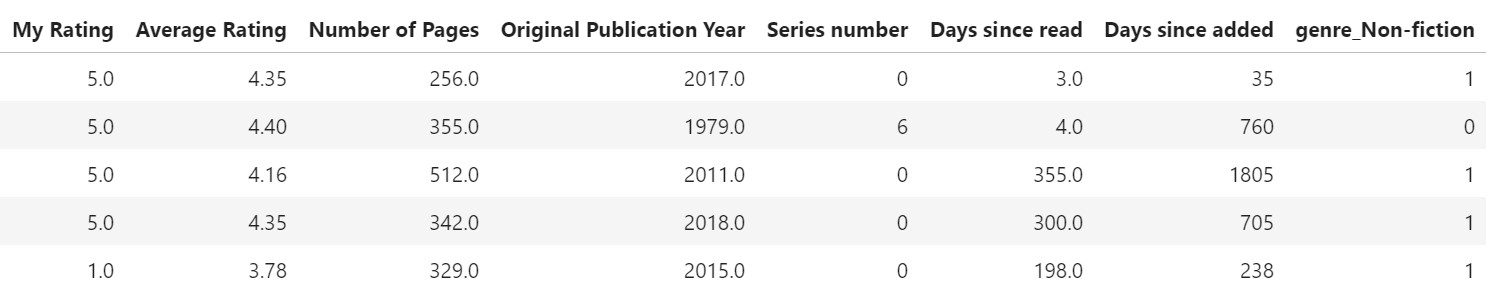 My Rating Average Rating Number of Pages Original Publication Year Series number Days since read Days since added genre_Non-fiction
5.0 4.35 256.0 2017.0 0 3.0 35 1
5.0 4.40 355.0 1979.0 6 4.0 760 0
5.0 4.16 512.0 2011.0 0 355.0 1805 1
5.0 4.35 342.0 2018.0 0 300.0 705 1
1.0 3.78 329.0 2015.0 0 198.0 238 1